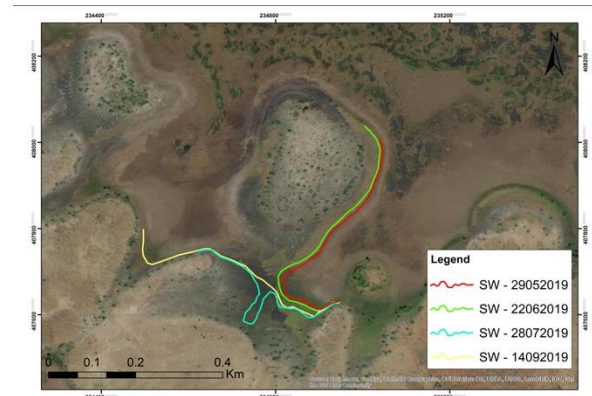 234400
234800
235200
N
408200
408200
408000
408000
407800
407800
407600
407600
Legend
SW - 29052019
SW - 22062019
SW - 28072019
SW - 14092019
0 0.1 0.2 0.4
Km